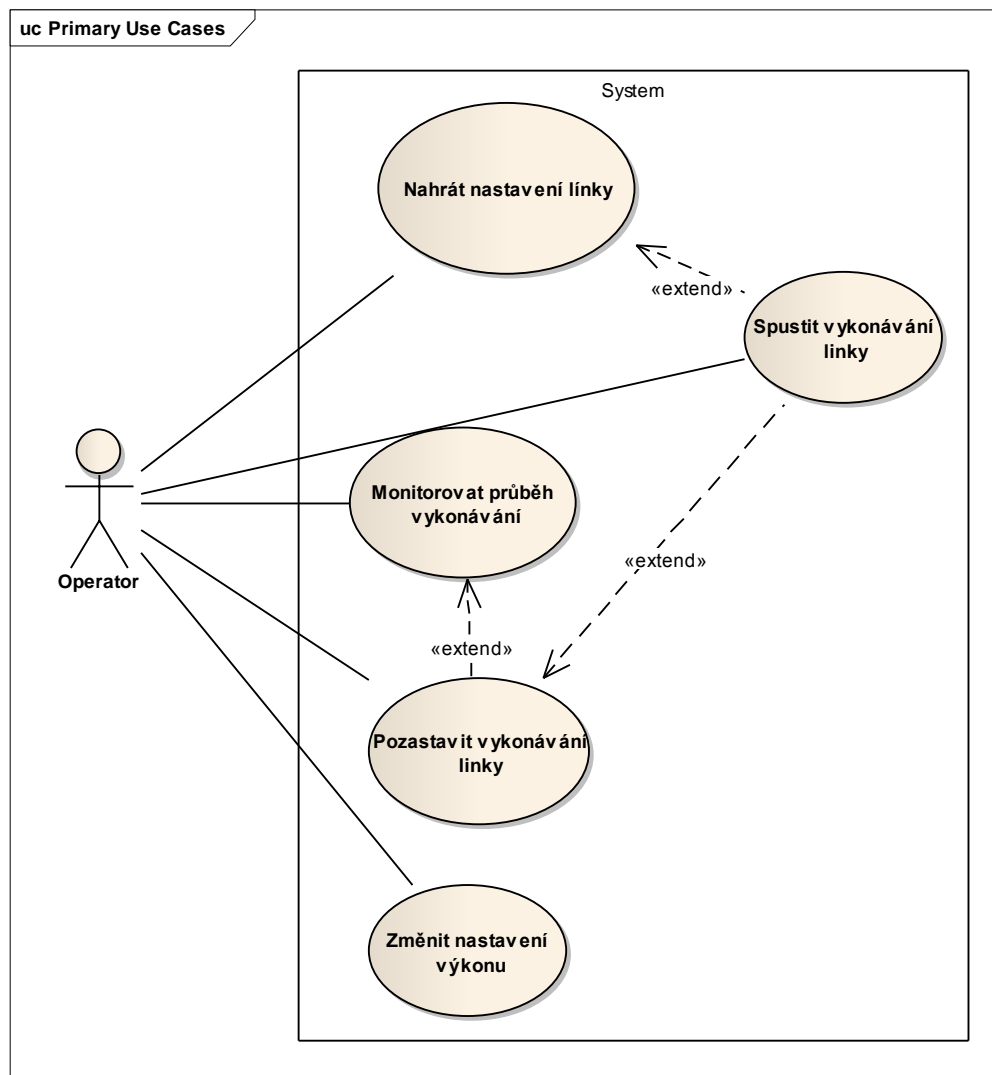 uc Primary Use Cases
System
Nahrát nastavení línky
«extend»
Spustit vykonávání
linky
Monitorovat průběh
vykonávání
«extend»
Operator
«extend»
Pozastavit vykonávání
linky
Změnit nastavení
výkonu